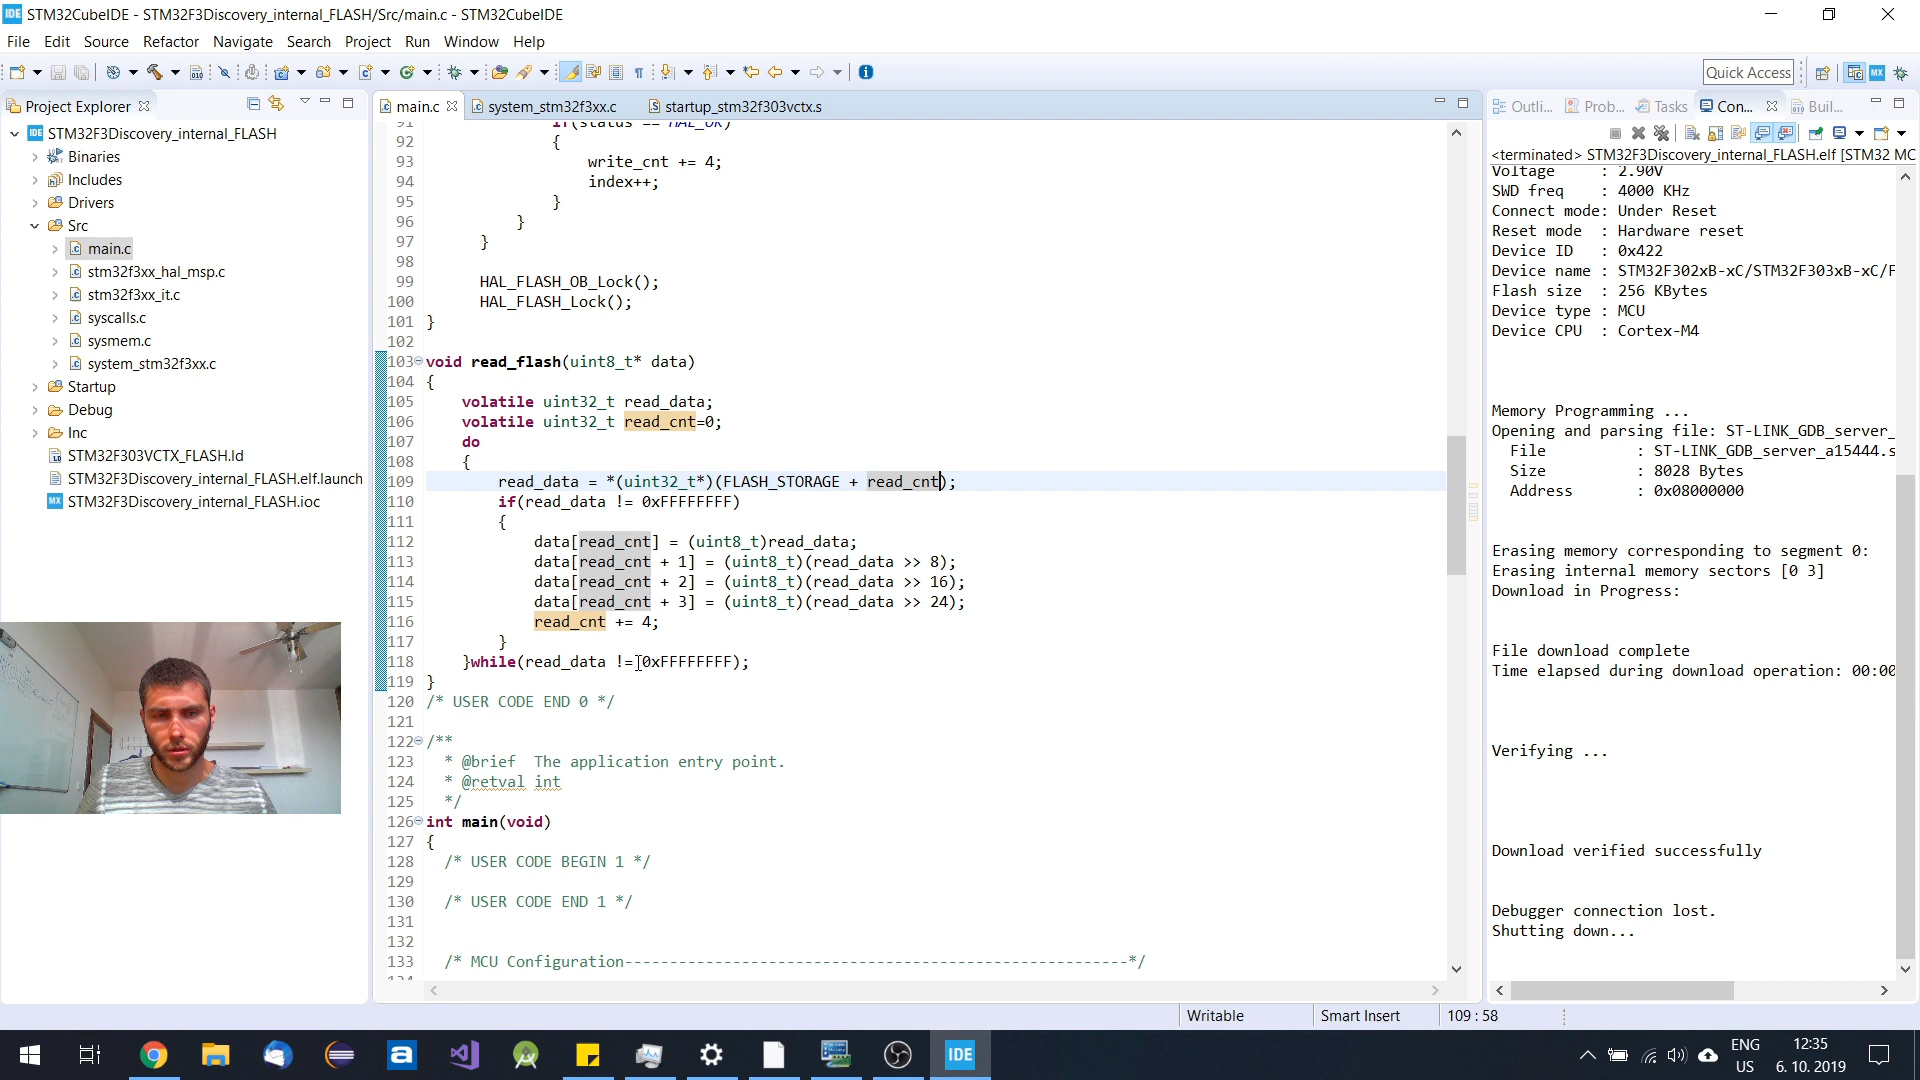 IDE STM32CubeIDE - STM32F3Discovery_internal_FLASH/Src/main.c - STM32CubeIDE
File Edit Source Refactor Navigate Search Project Run Window Help
Quick Access
Project Explorer
STM32F3Discovery_internal_FLASH
Binaries
Includes
Drivers
Src
main.c
stm32f3xx_hal_msp.c
stm32f3xx_it.c
syscalls.c
sysmem.c
system_stm32f3xx.c
Startup
Debug
Inc
STM32F303VCTX_FLASH.ld
STM32F3Discovery_internal_FLASH.elf.launch
STM32F3Discovery_internal_FLASH.ioc
main.c system_stm32f3xx.c startup_stm32f303vctx.s
91 if(status == HAL_OK)
92 {
93 write_cnt += 4;
94 index++;
95 }
96 }
97 }
98
99 HAL_FLASH_OB_Lock();
100 HAL_FLASH_Lock();
101 }
102
103 void read_flash(uint8_t* data)
104 {
105 volatile uint32_t read_data;
106 volatile uint32_t read_cnt=0;
107 do
108 {
109 read_data = *(uint32_t*)(FLASH_STORAGE + read_cnt);
110 if(read_data != 0xFFFFFFFF)
111 {
112 data[read_cnt] = (uint8_t)read_data;
113 data[read_cnt + 1] = (uint8_t)(read_data >> 8);
114 data[read_cnt + 2] = (uint8_t)(read_data >> 16);
115 data[read_cnt + 3] = (uint8_t)(read_data >> 24);
116 read_cnt += 4;
117 }
118 }while(read_data != 0xFFFFFFFF);
119 }
120 /* USER CODE END 0 */
121
122 /**
123 * @brief The application entry point.
124 * @retval int
125 */
126 int main(void)
127 {
128 /* USER CODE BEGIN 1 */
129
130 /* USER CODE END 1 */
131
132
133 /* MCU Configuration--------------------------------------------------------*/
Outli... Prob... Tasks Con... Buil...
<terminated> STM32F3Discovery_internal_FLASH.elf [STM32 MC
Voltage : 2.90V
SWD freq : 4000 KHz
Connect mode: Under Reset
Reset mode : Hardware reset
Device ID : 0x422
Device name : STM32F302xB-xC/STM32F303xB-xC/F
Flash size : 256 KBytes
Device type : MCU
Device CPU : Cortex-M4
Memory Programming ...
Opening and parsing file: ST-LINK_GDB_server_
File : ST-LINK_GDB_server_a15444.s
Size : 8028 Bytes
Address : 0x08000000
Erasing memory corresponding to segment 0:
Erasing internal memory sectors [0 3]
Download in Progress:
File download complete
Time elapsed during download operation: 00:00
Verifying ...
Download verified successfully
Debugger connection lost.
Shutting down...
Writable Smart Insert 109 : 58
IDE
ENG
US
12:35
6. 10. 2019